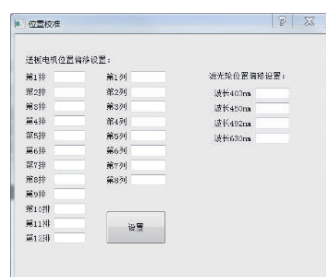 位置校准
送板电机位置偏移设置：
第1排
第2排
第3排
第4排
第5排
第6排
第7排
第8排
第9排
第10排
第11排
第12排
第1列
第2列
第3列
第4列
第5列
第6列
第7列
第8列
滤光轮位置偏移设置：
波长403nm
波长450nm
波长492nm
波长630nm
设置